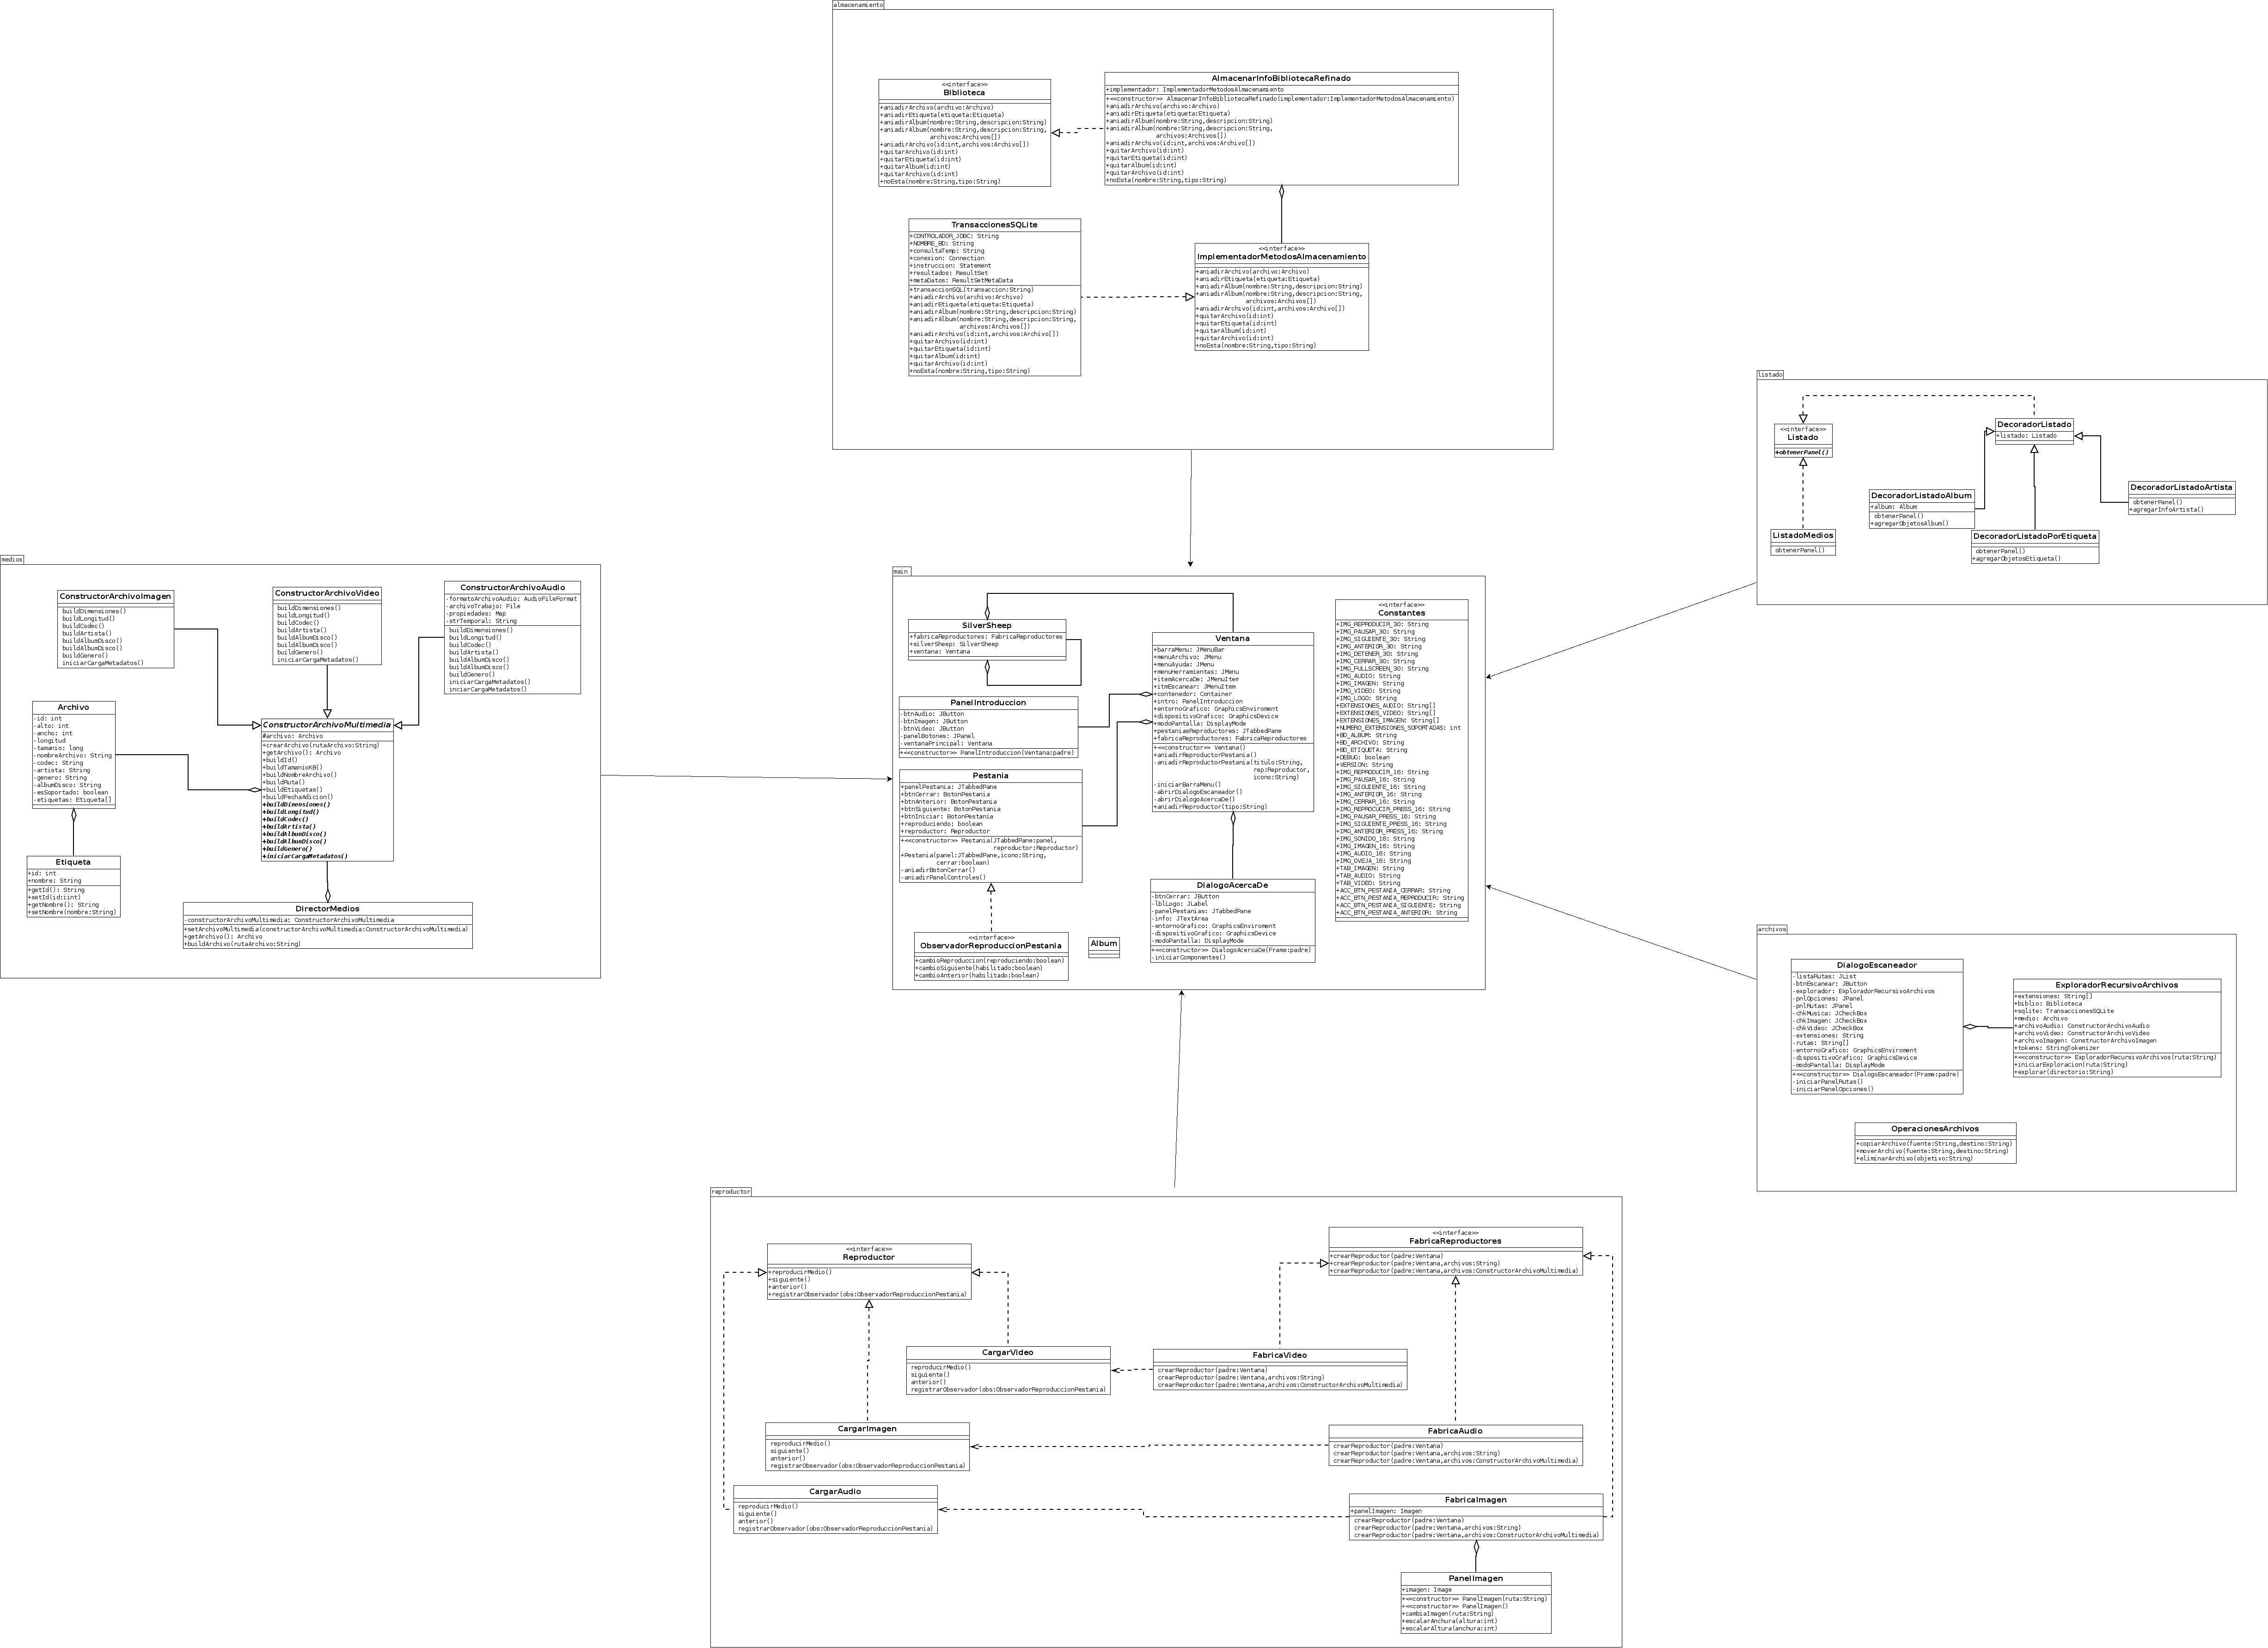 almacenamiento
<<interface>>
Biblioteca
+aniadirArchivo(archivo:Archivo)
+aniadirEtiqueta(etiqueta:Etiqueta)
+aniadirAlbum(nombre:String,descripcion:String)
+aniadirAlbum(nombre:String,descripcion:String,
archivos:Archivos[])
+aniadirArchivo(id:int,archivos:Archivo[])
+quitarArchivo(id:int)
+quitarEtiqueta(id:int)
+quitarAlbum(id:int)
+quitarArchivo(id:int)
+noEsta(nombre:String,tipo:String)
AlmacenarInfoBibliotecaRefinado
+implementador: ImplementadorMetodosAlmacenamiento
+<<constructor>> AlmacenarInfoBibliotecaRefinado(implementador:ImplementadorMetodosAlmacenamiento)
+aniadirArchivo(archivo:Archivo)
+aniadirEtiqueta(etiqueta:Etiqueta)
+aniadirAlbum(nombre:String,descripcion:String)
+aniadirAlbum(nombre:String,descripcion:String,
archivos:Archivos[])
+aniadirArchivo(id:int,archivos:Archivo[])
+quitarArchivo(id:int)
+quitarEtiqueta(id:int)
+quitarAlbum(id:int)
+quitarArchivo(id:int)
+noEsta(nombre:String,tipo:String)
TransaccionesSQLite
+CONTROLADOR_JDBC: String
+NOMBRE_BD: String
+consultaTemp: String
+conexion: Connection
+instruccion: Statement
+resultados: ResultSet
+metaDatos: ResultSetMetaData
+transaccionSQL(transaccion:String)
+aniadirArchivo(archivo:Archivo)
+aniadirEtiqueta(etiqueta:Etiqueta)
+aniadirAlbum(nombre:String,descripcion:String)
+aniadirAlbum(nombre:String,descripcion:String,
archivos:Archivos[])
+aniadirArchivo(id:int,archivos:Archivo[])
+quitarArchivo(id:int)
+quitarEtiqueta(id:int)
+quitarAlbum(id:int)
+quitarArchivo(id:int)
+noEsta(nombre:String,tipo:String)
<<interface>>
ImplementadorMetodosAlmacenamiento
+aniadirArchivo(archivo:Archivo)
+aniadirEtiqueta(etiqueta:Etiqueta)
+aniadirAlbum(nombre:String,descripcion:String)
+aniadirAlbum(nombre:String,descripcion:String,
archivos:Archivos[])
+aniadirArchivo(id:int,archivos:Archivo[])
+quitarArchivo(id:int)
+quitarEtiqueta(id:int)
+quitarAlbum(id:int)
+quitarArchivo(id:int)
+noEsta(nombre:String,tipo:String)
listado
<<interface>>
Listado
+obtenerPanel()
DecoradorListado
+listado: Listado
DecoradorListadoAlbum
+album: Album
obtenerPanel()
+agregarObjetosAlbum()
DecoradorListadoArtista
obtenerPanel()
+agregarInfoArtista()
ListadoMedios
obtenerPanel()
DecoradorListadoPorEtiqueta
obtenerPanel()
+agregarObjetosEtiqueta()
medios
ConstructorArchivoImagen
buildDimensiones()
buildLongitud()
buildCodec()
buildArtista()
buildAlbumDisco()
buildAlbumDisco()
buildGenero()
iniciarCargaMetadatos()
ConstructorArchivoVideo
buildDimensiones()
buildLongitud()
buildCodec()
buildArtista()
buildAlbumDisco()
buildAlbumDisco()
buildGenero()
iniciarCargaMetadatos()
ConstructorArchivoAudio
-formatoArchivoAudio: AudioFileFormat
-archivoTrabajo: File
-propiedades: Map
-strTemporal: String
buildDimensiones()
buildLongitud()
buildCodec()
buildArtista()
buildAlbumDisco()
buildAlbumDisco()
buildGenero()
iniciarCargaMetadatos()
inciarCargaMetadatos()
Archivo
-id: int
-alto: int
-ancho: int
-longitud
-tamanio: long
-nombreArchivo: String
-codec: String
-artista: String
-genero: String
-albumDisco: String
-esSoportado: boolean
-etiquetas: Etiqueta[]
ConstructorArchivoMultimedia
#archivo: Archivo
+crearArchivo(rutaArchivo:String)
+getArchivo(): Archivo
+buildId()
+buildTamanioKB()
+buildNombreArchivo()
+buildRuta()
+buildEtiquetas()
+buildFechaAdicion()
+buildDimensiones()
+buildLongitud()
+buildCodec()
+buildArtista()
+buildAlbumDisco()
+buildAlbumDisco()
+buildGenero()
+iniciarCargaMetadatos()
Etiqueta
+id: int
+nombre: String
+getId(): String
+setId(id:iint)
+getNombre(): String
+setNombre(nombre:String)
DirectorMedios
-constructorArchivoMultimedia: ConstructorArchivoMultimedia
+setArchivoMultimedia(constructorArchivoMultimedia:ConstructorArchivoMultimedia)
+getArchivo(): Archivo
+buildArchivo(rutaArchivo:String)
main
SilverSheep
+fabricaReproductores: FabricaReproductores
+silverSheep: SilverSheep
+ventana: Ventana
PanelIntroduccion
-btnAudio: JButton
-btnImagen: JButton
-btnVideo: JButton
-panelBotones: JPanel
-ventanaPrincipal: Ventana
+<<constructor>> PanelIntroduccion(Ventana:padre)
Pestania
+panelPestania: JTabbedPane
+btnCerrar: BotonPestania
+btnAnterior: BotonPestania
+btnSiguiente: BotonPestania
+btnIniciar: BotonPestania
+reproduciendo: boolean
+reproductor: Reproductor
+<<constructor>> Pestania(JTabbedPane:panel,
reproductor:Reproductor)
+Pestania(panel:JTabbedPane,icono:String,
cerrar:boolean)
-aniadirBotonCerrar()
-aniadirPanelControles()
<<interface>>
ObservadorReproduccionPestania
+cambioReproduccion(reproduciendo:boolean)
+cambioSiguiente(habilitado:boolean)
+cambioAnterior(habilitado:boolean)
Album
Ventana
+barraMenu: JMenuBar
+menuArchivo: JMenu
+menuAyuda: JMenu
+menuHerramientas: JMenu
+itemAcercaDe: JMenuItem
+itmEscanear: JMenuItem
+contenedor: Container
+intro: PanelIntroduccion
+entornoGrafico: GraphicsEnviroment
+dispositivoGrafico: GraphicsDevice
+modoPantalla: DisplayMode
+pestaniasReproductores: JTabbedPane
+fabricaReproductores: FabricaReproductores
+<<constructor>> Ventana()
+aniadirReproductorPestania()
-aniadirReproductorPestania(titulo:String,
rep:Reproductor,
icono:String)
-iniciarBarraMenu()
-abrirDialogoEscaneador()
-abrirDialogoAcercaDe()
+aniadirReproductor(tipo:String)
DialogoAcercaDe
-btnCerrar: JButton
-lblLogo: JLabel
-panelPestanias: JTabbedPane
-info: JTextArea
-entornoGrafico: GraphicsEnviroment
-dispositivoGrafico: GraphicsDevice
-modoPantalla: DisplayMode
+<<constructor>> DialogoAcercaDe(Frame:padre)
-iniciarComponentes()
<<interface>>
Constantes
+IMG_REPRODUCIR_30: String
+IMG_PAUSAR_30: String
+IMG_SIGUIENTE_30: String
+IMG_ANTERIOR_30: String
+IMG_DETENER_30: String
+IMG_CERRAR_30: String
+IMG_FULLSCREEN_30: String
+IMG_AUDIO: String
+IMG_IMAGEN: String
+IMG_VIDEO: String
+IMG_LOGO: String
+EXTENSIONES_AUDIO: String[]
+EXTENSIONES_VIDEO: String[]
+EXTENSIONES_IMAGEN: String[]
+NUMERO_EXTENSIONES_SOPORTADAS: int
+BD_ALBUM: String
+BD_ARCHIVO: String
+BD_ETIQUETA: String
+DEBUG: boolean
+VERSION: String
+IMG_REPRODUCIR_16: String
+IMG_PAUSAR_16: String
+IMG_SIGUIENTE_16: String
+IMG_ANTERIOR_16: String
+IMG_CERRAR_16: String
+IMG_REPROCUCIR_PRESS_16: String
+IMG_PAUSAR_PRESS_16: String
+IMG_SIGUIENTE_PRESS_16: String
+IMG_ANTERIOR_PRESS_16: String
+IMG_SONIDO_16: String
+IMG_IMAGEN_16: String
+IMG_AUDIO_16: String
+IMG_OVEJA_16: String
+TAB_IMAGEN: String
+TAB_AUDIO: String
+TAB_VIDEO: String
+ACC_BTN_PESTANIA_CERRAR: String
+ACC_BTN_PESTANIA_REPRODUCIR: String
+ACC_BTN_PESTANIA_SIGUIENTE: String
+ACC_BTN_PESTANIA_ANTERIOR: String
archivos
DialogoEscaneador
-listaRutas: JList
-btnEscanear: JButton
-explorador: ExploradorRecursivoArchivos
-pnlOpciones: JPanel
-pnlRutas: JPanel
-chkMusica: JCheckBox
-chkImagen: JCheckBox
-chkVideo: JCheckBox
-extensiones: String
-rutas: String[]
-entornoGrafico: GraphicsEnviroment
-dispositivoGrafico: GraphicsDevice
-modoPantalla: DisplayMode
+<<constructor>> DialogoEscaneador(Frame:padre)
-iniciarPanelRutas()
-iniciarPanelOpciones()
ExploradorRecursivoArchivos
+extensiones: String[]
+biblio: Biblioteca
+sqlite: TransaccionesSQLite
+medio: Archivo
+archivoAudio: ConstructorArchivoAudio
+archivoVideo: ConstructorArchivoVideo
+archivoImagen: ConstructorArchivoImagen
+tokens: StringTokenizer
+<<constructor>> ExploradorRecursivoArchivos(ruta:String)
+iniciarExploracion(ruta:String)
+explorar(directorio:String)
OperacionesArchivos
+copiarArchivo(fuente:String,destino:String)
+moverArchivo(fuente:String,destino:String)
+eliminarArchivo(objetivo:String)
reproductor
<<interface>>
Reproductor
+reproducirMedio()
+siguiente()
+anterior()
+registrarObservador(obs:ObservadorReproduccionPestania)
<<interface>>
FabricaReproductores
+crearReproductor(padre:Ventana)
+crearReproductor(padre:Ventana,archivos:String)
+crearReproductor(padre:Ventana,archivos:ConstructorArchivoMultimedia)
CargarVideo
reproducirMedio()
siguiente()
anterior()
registrarObservador(obs:ObservadorReproduccionPestania)
FabricaVideo
crearReproductor(padre:Ventana)
crearReproductor(padre:Ventana,archivos:String)
crearReproductor(padre:Ventana,archivos:ConstructorArchivoMultimedia)
CargarImagen
reproducirMedio()
siguiente()
anterior()
registrarObservador(obs:ObservadorReproduccionPestania)
FabricaAudio
crearReproductor(padre:Ventana)
crearReproductor(padre:Ventana,archivos:String)
crearReproductor(padre:Ventana,archivos:ConstructorArchivoMultimedia)
CargarAudio
reproducirMedio()
siguiente()
anterior()
registrarObservador(obs:ObservadorReproduccionPestania)
FabricaImagen
+panelImagen: Imagen
crearReproductor(padre:Ventana)
crearReproductor(padre:Ventana,archivos:String)
crearReproductor(padre:Ventana,archivos:ConstructorArchivoMultimedia)
PanelImagen
+imagen: Image
+<<constructor>> PanelImagen(ruta:String)
+<<constructor>> PanelImagen()
+cambiaImagen(ruta:String)
+escalarAnchura(altura:int)
+escalarAltura(anchura:int)